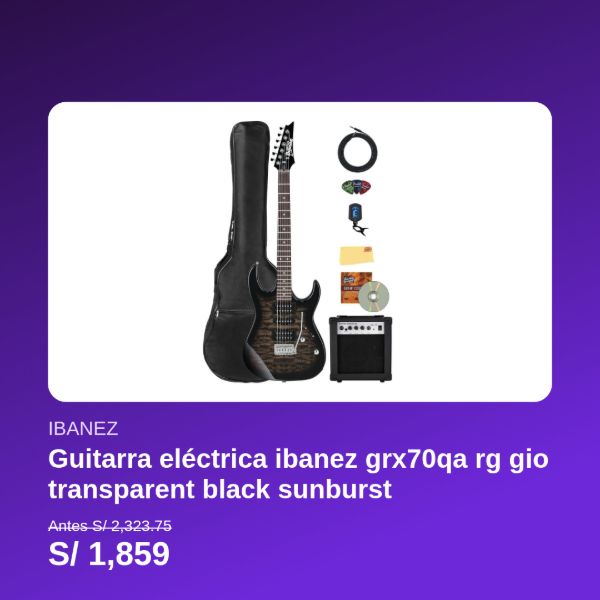 IBANEZ
Guitarra eléctrica ibanez grx70qa rg gio
transparent black sunburst
Antes S/ 2,323.75
S/ 1,859